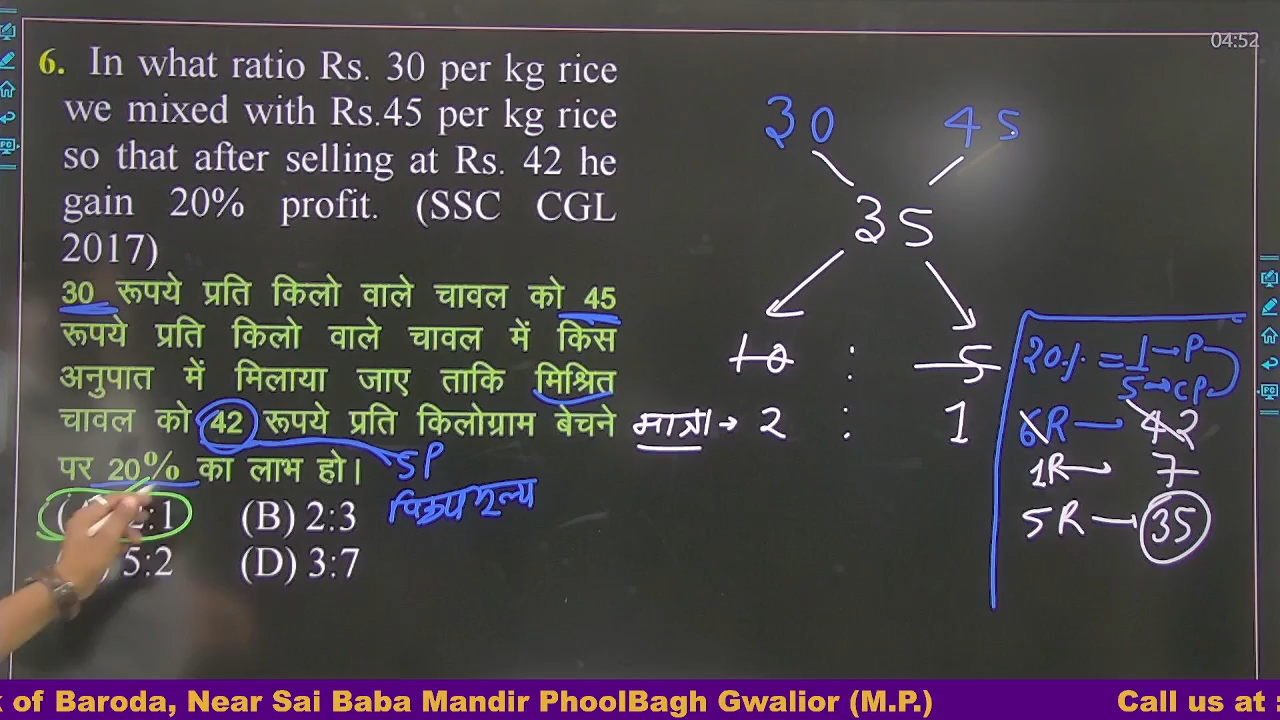 04:52
6. In what ratio Rs. 30 per kg rice
we mixed with Rs.45 per kg rice
so that after selling at Rs. 42 he
gain 20% profit. (SSC CGL
2017)
30 रूपये प्रति किलो वाले चावल को 45
रूपये प्रति किलो वाले चावल में किस
अनुपात में मिलाया जाए ताकि मिश्रित
चावल को 42 रूपये प्रति किलोग्राम बेचने
पर 20% का लाभ हो।
2:1 (B) 2:3
5:2 (D) 3:7
SP
विक्रय मूल्य
30 45
35
10 : 5
मात्रा → 2 : 1
20% = 1→P
5→CP
6R — 42
1R — 7
5R — 35
of Baroda, Near Sai Baba Mandir PhoolBagh Gwalior (M.P.) Call us at :